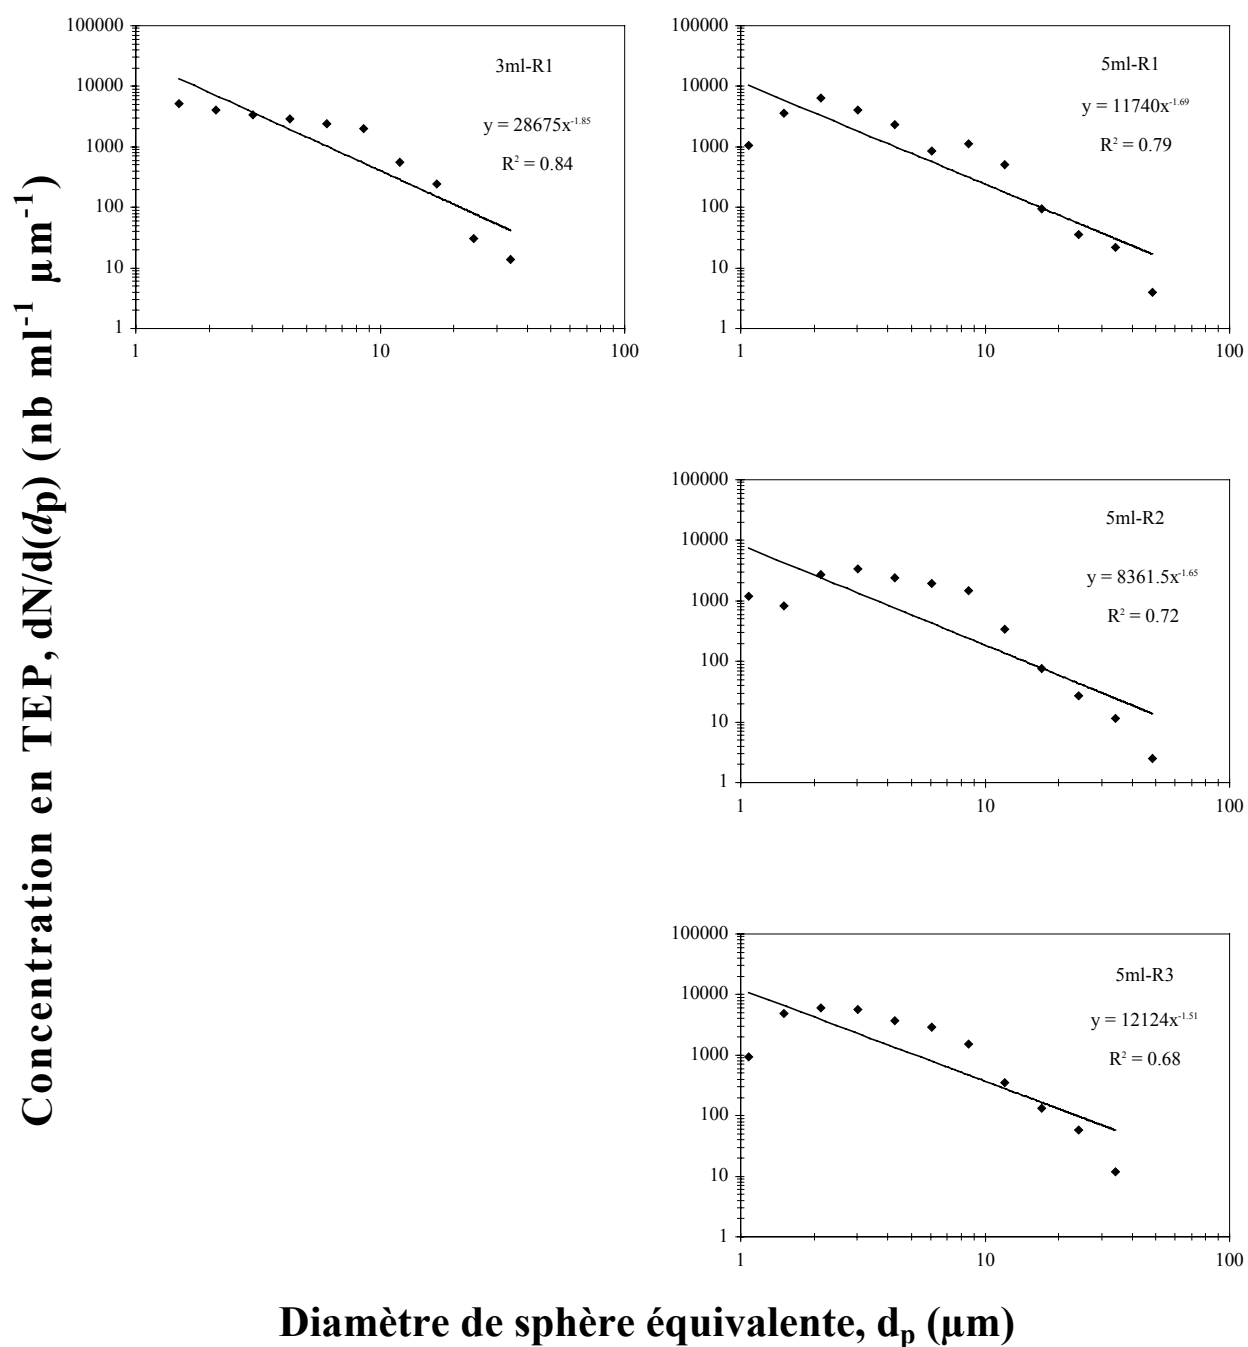 Concentration en TEP, dN/d(dp) (nb ml⁻¹ µm⁻¹)
100000
10000
1000
100
10
1
1
10
100
3ml-R1
y = 28675x⁻¹·⁸⁵
R² = 0.84
100000
10000
1000
100
10
1
1
10
100
5ml-R1
y = 11740x⁻¹·⁶⁹
R² = 0.79
100000
10000
1000
100
10
1
1
10
100
5ml-R2
y = 8361.5x⁻¹·⁶⁵
R² = 0.72
100000
10000
1000
100
10
1
1
10
100
5ml-R3
y = 12124x⁻¹·⁵¹
R² = 0.68
Diamètre de sphère équivalente, dₚ (µm)